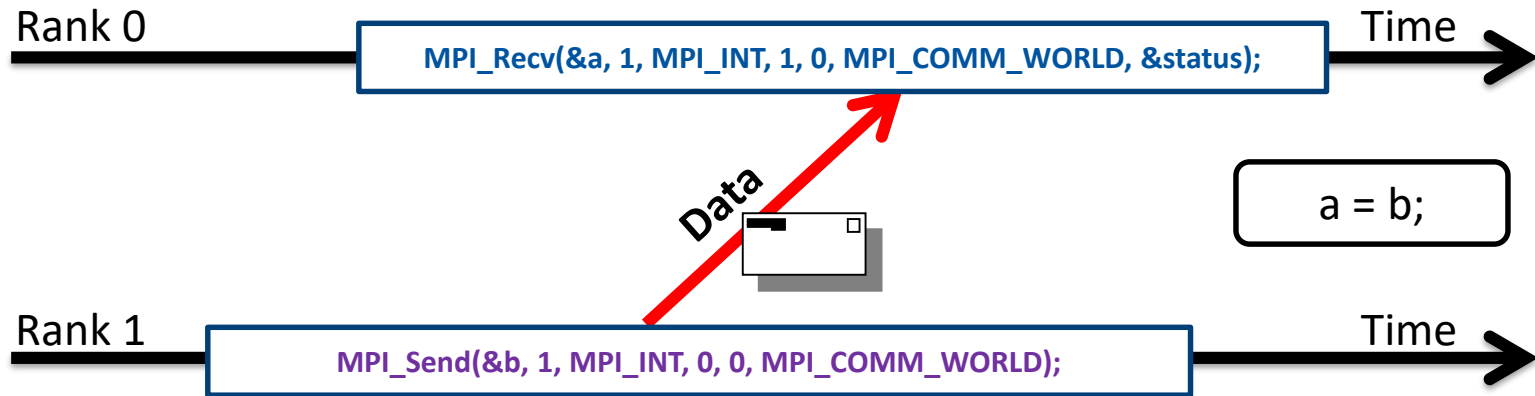 Rank 0
Time
MPI_Recv(&a, 1, MPI_INT, 1, 0, MPI_COMM_WORLD, &status);
Data
a = b;
Rank 1
Time
MPI_Send(&b, 1, MPI_INT, 0, 0, MPI_COMM_WORLD);